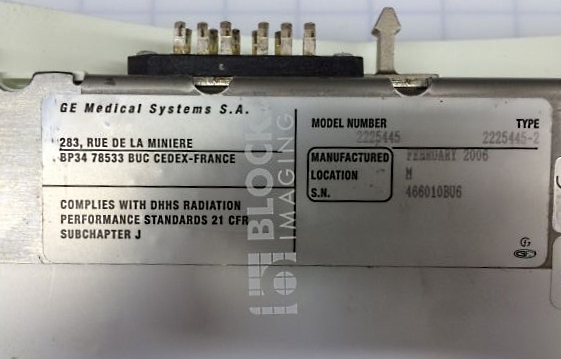 GE Medical Systems S.A.
283, RUE DE LA MINIERE
BP34 78533 BUC CEDEX-FRANCE
COMPLIES WITH DHHS RADIATION
PERFORMANCE STANDARDS 21 CFR
SUBCHAPTER J
MODEL NUMBER TYPE
2225445 2225445-2
MANUFACTURED FEBRUARY 2006
LOCATION M
S.N. 466010BU6
BLOCK
IMAGING